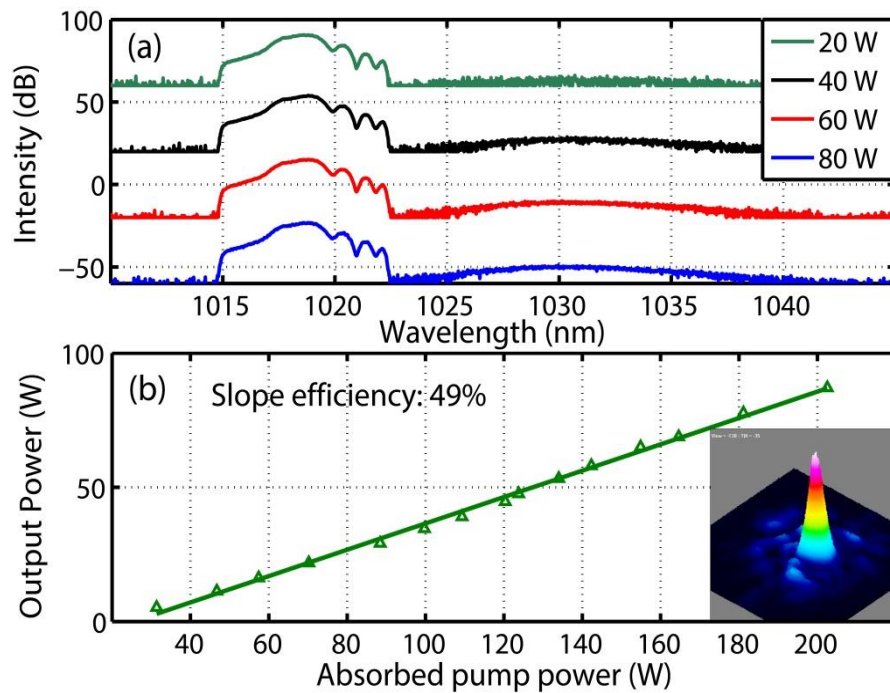 (a)
Intensity (dB)
100
50
0
−50
20 W
40 W
60 W
80 W
1015 1020 1025 1030 1035 1040
Wavelength (nm)
(b)
Slope efficiency: 49%
Output Power (W)
100
50
0
40 60 80 100 120 140 160 180 200
Absorbed pump power (W)